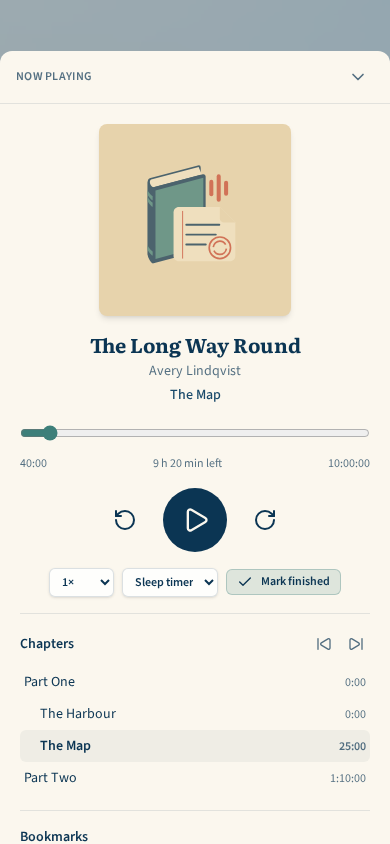 NOW PLAYING
The Long Way Round
Avery Lindqvist
The Map
40:00 9 h 20 min left 10:00:00
1× Sleep timer Mark finished
Chapters
Part One 0:00
The Harbour 0:00
The Map 25:00
Part Two 1:10:00
Bookmarks